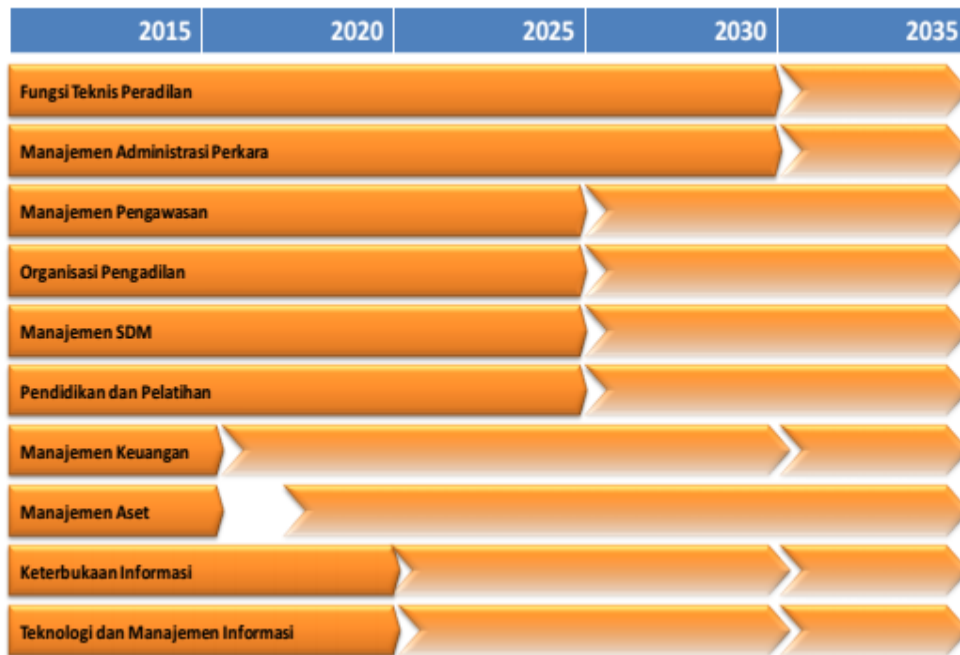 2015 2020 2025 2030 2035
Fungsi Teknis Peradilan
Manajemen Administrasi Perkara
Manajemen Pengawasan
Organisasi Pengadilan
Manajemen SDM
Pendidikan dan Pelatihan
Manajemen Keuangan
Manajemen Aset
Keterbukaan Informasi
Teknologi dan Manajemen Informasi